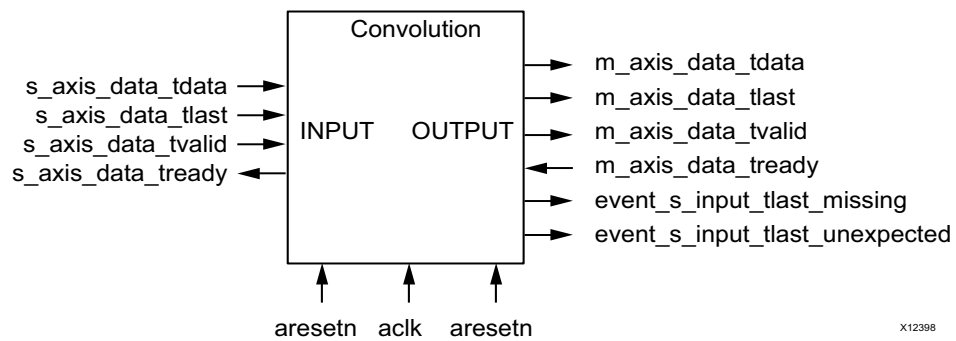 Convolution
s_axis_data_tdata
s_axis_data_tlast
s_axis_data_tvalid
s_axis_data_tready
INPUT OUTPUT
m_axis_data_tdata
m_axis_data_tlast
m_axis_data_tvalid
m_axis_data_tready
event_s_input_tlast_missing
event_s_input_tlast_unexpected
aresetn aclk aresetn
X12398